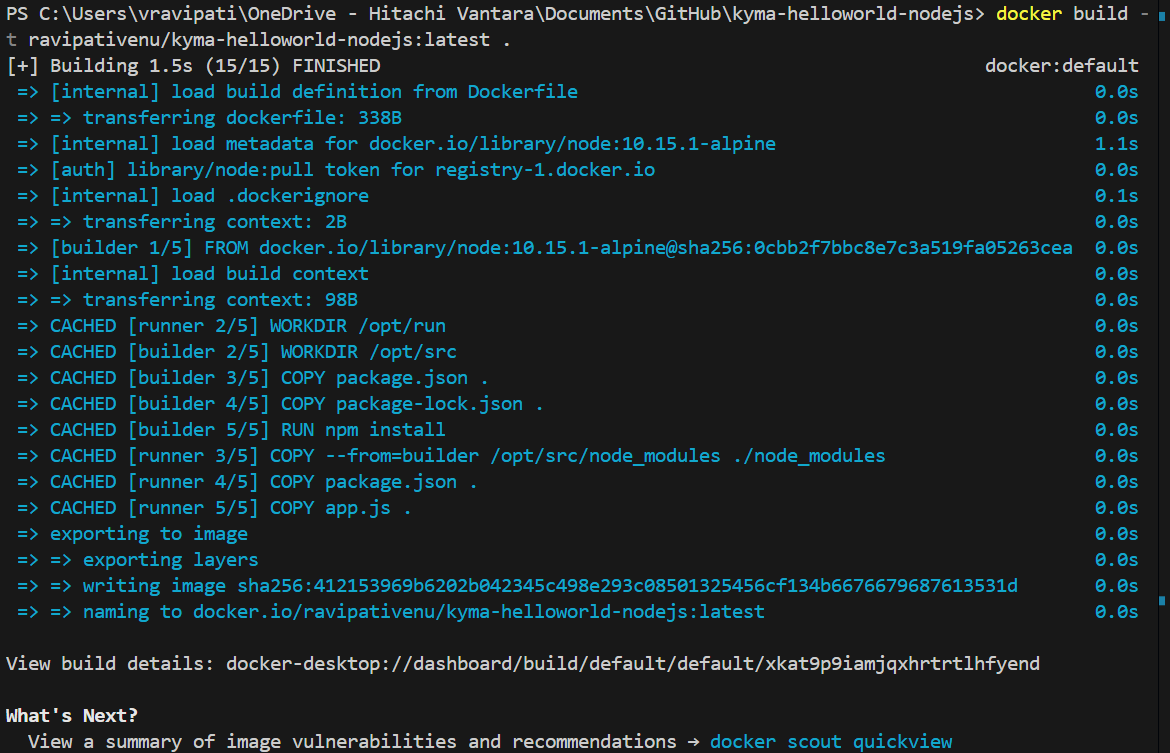 PS C:\Users\vravipati\OneDrive - Hitachi Vantara\Documents\GitHub\kyma-helloworld-nodejs> docker build -
t ravipativenu/kyma-helloworld-nodejs:latest .
[+] Building 1.5s (15/15) FINISHED docker:default
=> [internal] load build definition from Dockerfile 0.0s
=> => transferring dockerfile: 338B 0.0s
=> [internal] load metadata for docker.io/library/node:10.15.1-alpine 1.1s
=> [auth] library/node:pull token for registry-1.docker.io 0.0s
=> [internal] load .dockerignore 0.1s
=> => transferring context: 2B 0.0s
=> [builder 1/5] FROM docker.io/library/node:10.15.1-alpine@sha256:0cbb2f7bbc8e7c3a519fa05263cea 0.0s
=> [internal] load build context 0.0s
=> => transferring context: 98B 0.0s
=> CACHED [runner 2/5] WORKDIR /opt/run 0.0s
=> CACHED [builder 2/5] WORKDIR /opt/src 0.0s
=> CACHED [builder 3/5] COPY package.json . 0.0s
=> CACHED [builder 4/5] COPY package-lock.json . 0.0s
=> CACHED [builder 5/5] RUN npm install 0.0s
=> CACHED [runner 3/5] COPY --from=builder /opt/src/node_modules ./node_modules 0.0s
=> CACHED [runner 4/5] COPY package.json . 0.0s
=> CACHED [runner 5/5] COPY app.js . 0.0s
=> exporting to image 0.0s
=> => exporting layers 0.0s
=> => writing image sha256:412153969b6202b042345c498e293c08501325456cf134b6676679687613531d 0.0s
=> => naming to docker.io/ravipativenu/kyma-helloworld-nodejs:latest 0.0s
View build details: docker-desktop://dashboard/build/default/default/xkat9p9iamjqxhrtrtlhfyend
What's Next?
View a summary of image vulnerabilities and recommendations → docker scout quickview